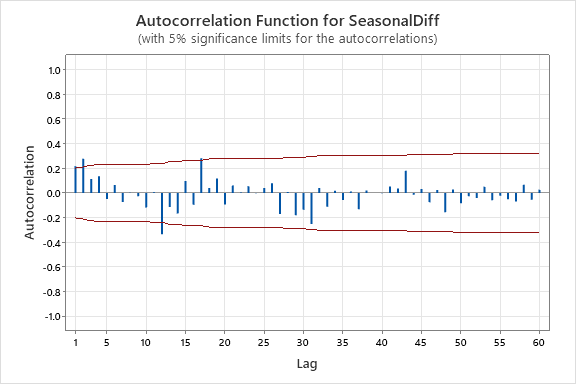 Autocorrelation Function for SeasonalDiff
(with 5% significance limits for the autocorrelations)
1.0
0.8
0.6
0.4
0.2
0.0
-0.2
-0.4
-0.6
-0.8
-1.0
Autocorrelation
1 5 10 15 20 25 30 35 40 45 50 55 60
Lag